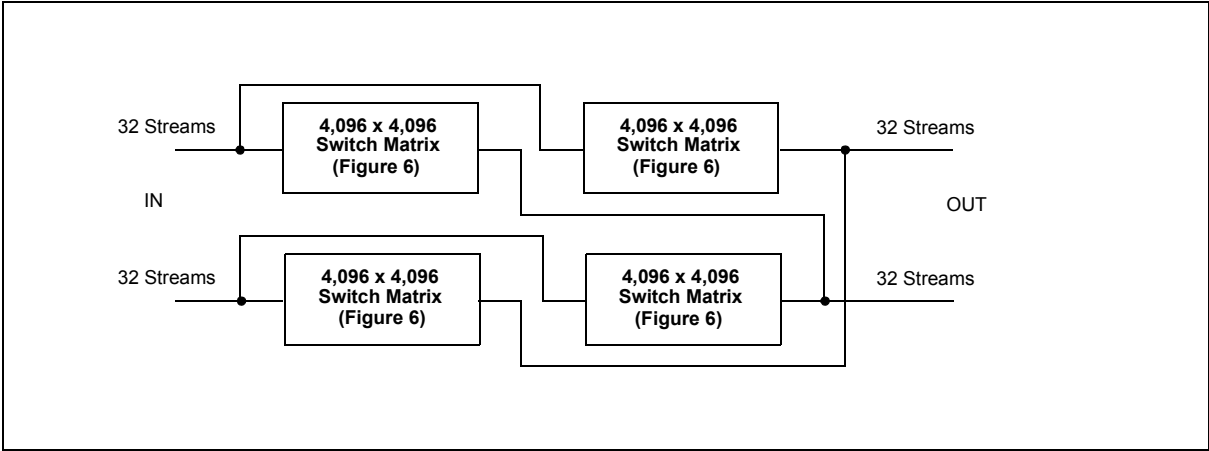 32 Streams
4,096 x 4,096
Switch Matrix
(Figure 6)
4,096 x 4,096
Switch Matrix
(Figure 6)
32 Streams
IN
OUT
32 Streams
4,096 x 4,096
Switch Matrix
(Figure 6)
4,096 x 4,096
Switch Matrix
(Figure 6)
32 Streams